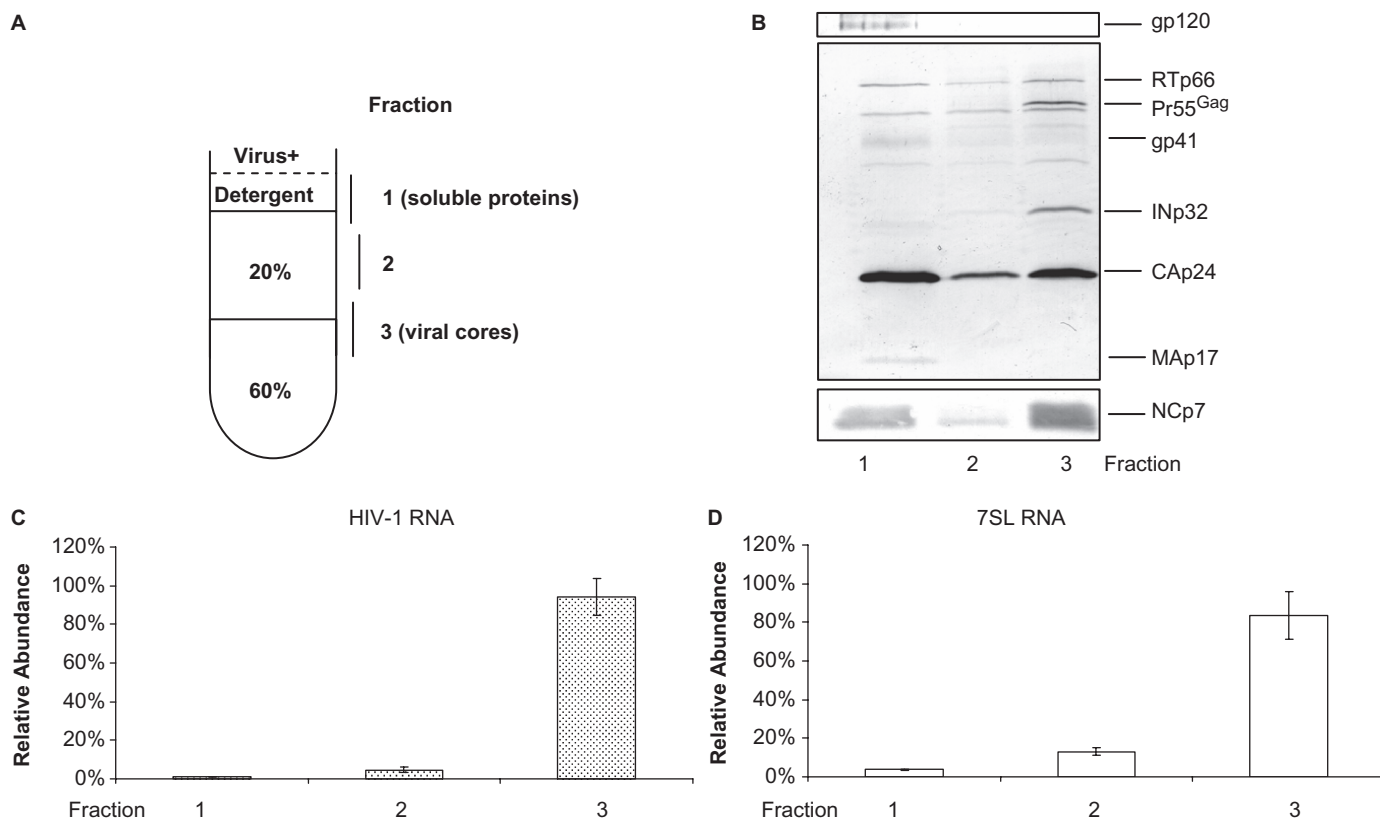 A
Fraction
Virus+
Detergent
1 (soluble proteins)
20%
2
3 (viral cores)
60%
B
gp120
RTp66
Pr55Gag
gp41
INp32
CAp24
MAp17
NCp7
1 2 3 Fraction
C
HIV-1 RNA
Relative Abundance
120%
100%
80%
60%
40%
20%
0%
Fraction 1 2 3
D
7SL RNA
Relative Abundance
120%
100%
80%
60%
40%
20%
0%
Fraction 1 2 3